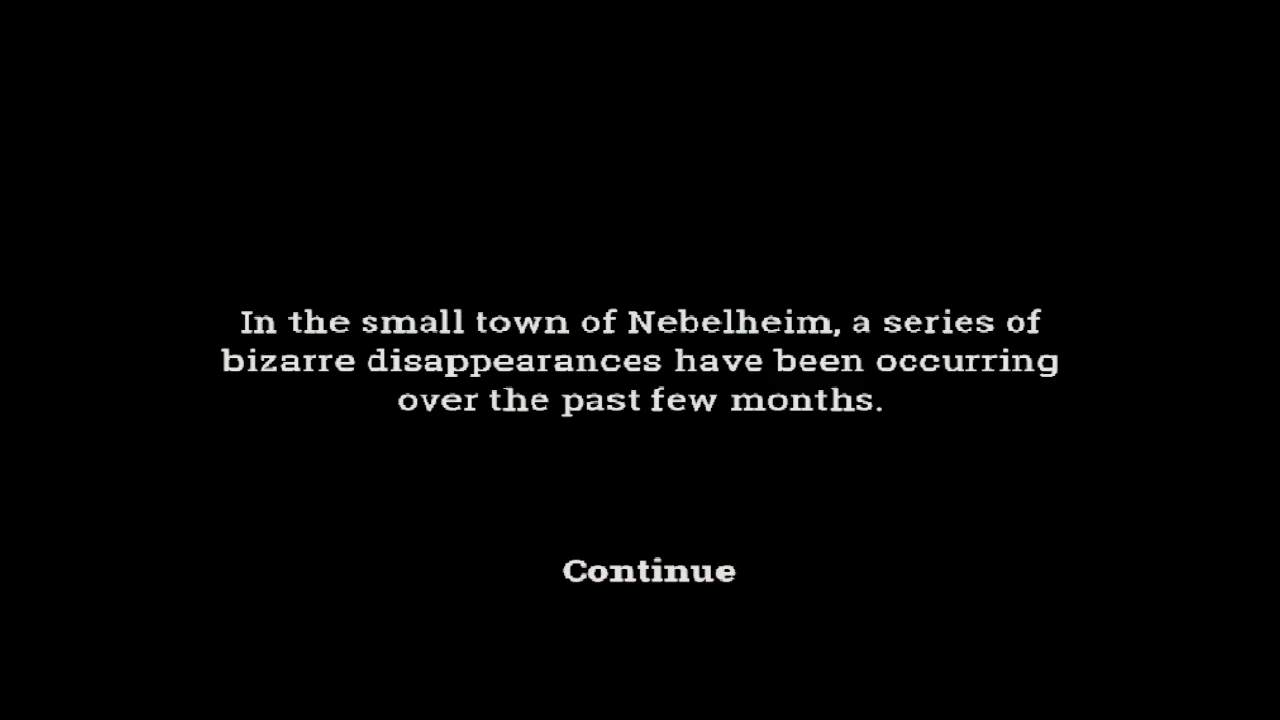 In the small town of Nebelheim, a series of
bizarre disappearances have been occurring
over the past few months.
Continue